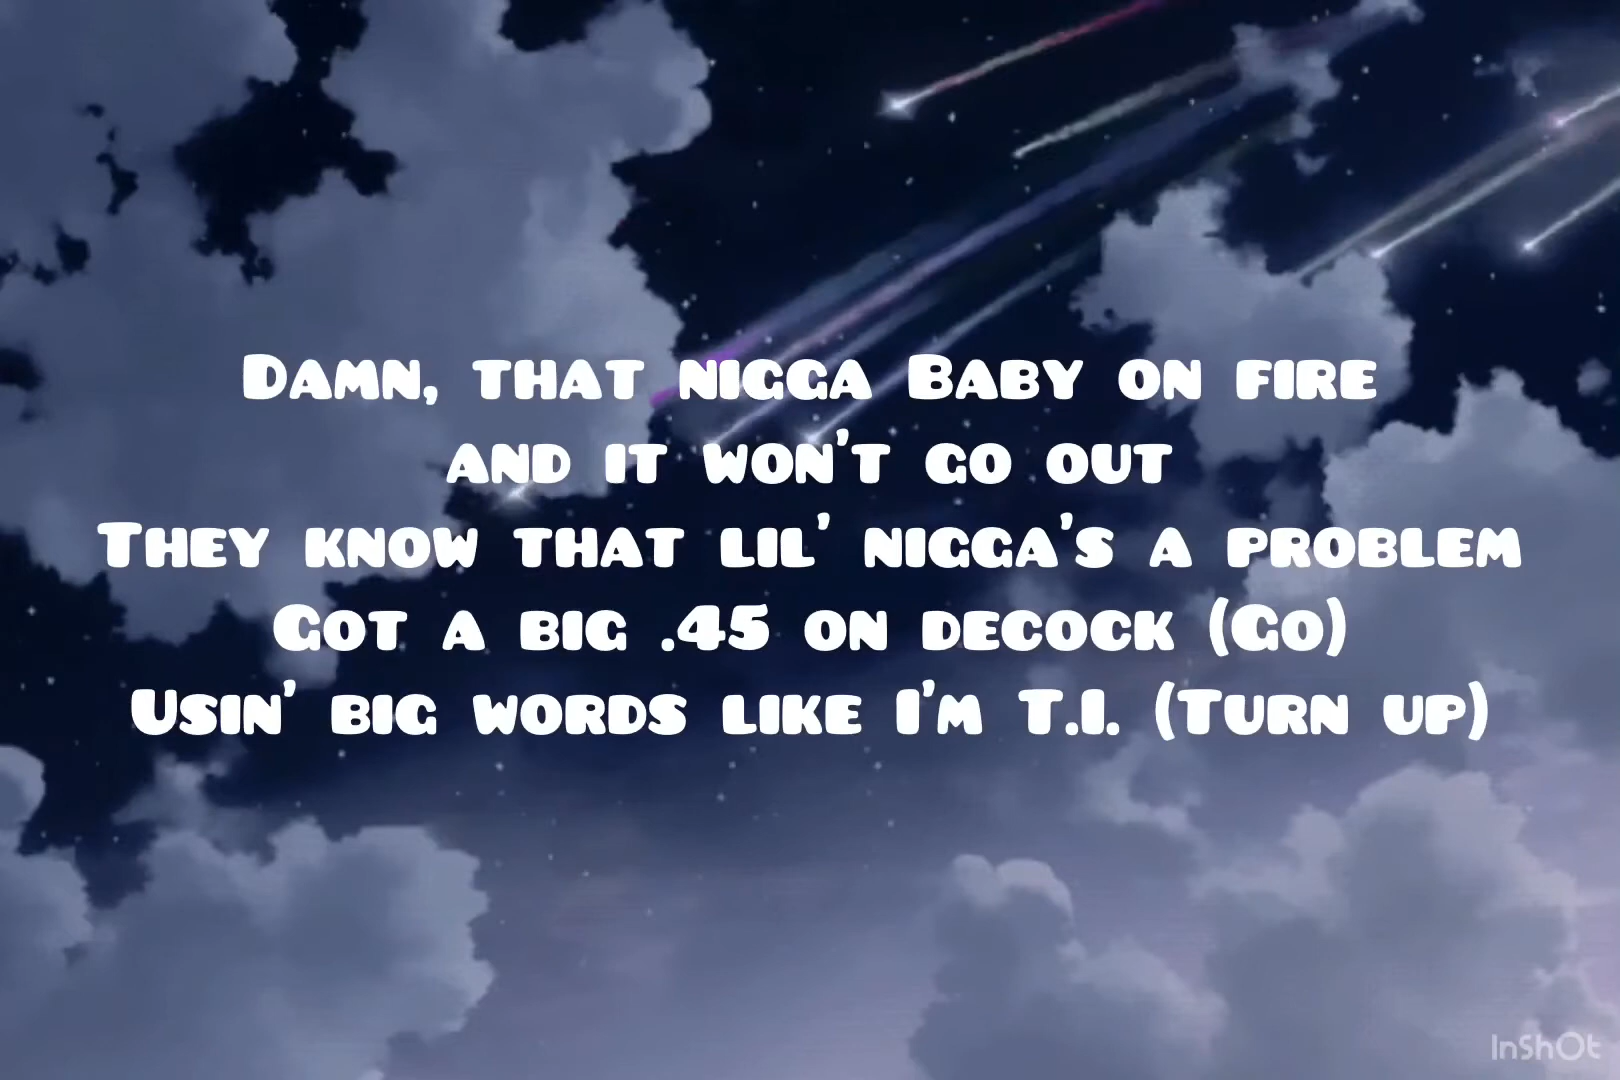 Damn, that nigga Baby on fire
and it won't go out
They know that lil' nigga's a problem
Got a big .45 on decock (Go)
Usin' big words like I'm T.I. (Turn up)
InShOt